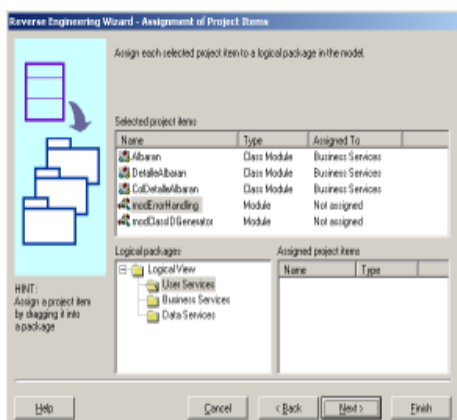 Reverse Engineering Wizard - Assignment of Project Items
Assign each selected project item to a logical package in the model.
Selected project items
Name Type Assigned To
Albaran Class Module Business Services
DetalleAlbaran Class Module Business Services
ColDetalleAlbaran Class Module Business Services
modErrorHandling Module Not assigned
modClassIDGenerator Module Not assigned
Logical packages
Assigned project items
Logical View
User Services
Business Services
Data Services
Name Type
HINT:
Assign a project item
by dragging it into
a package
Help Cancel < Back Next > Finish